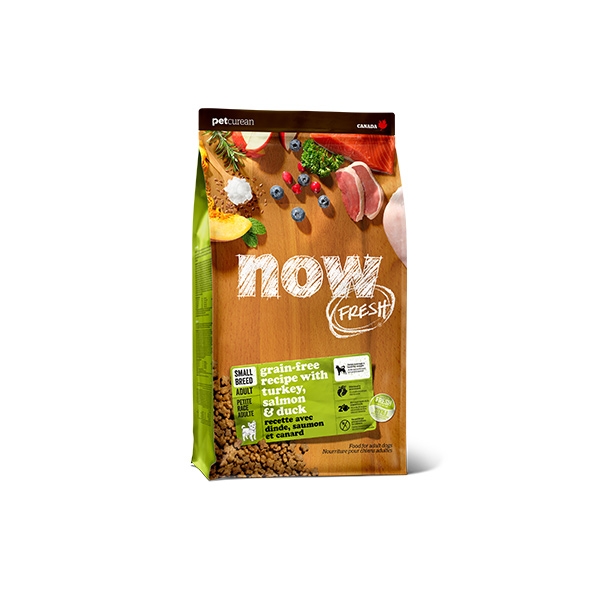 petcurean
CANADA
now
FRESH
SMALL
BREED
ADULT
PETITE
RACE
ADULTE
grain-free
recipe with
turkey,
salmon
& duck
recette avec
dinde, saumon
et canard
FRESH
Food for adult dogs
Nourriture pour chiens adultes